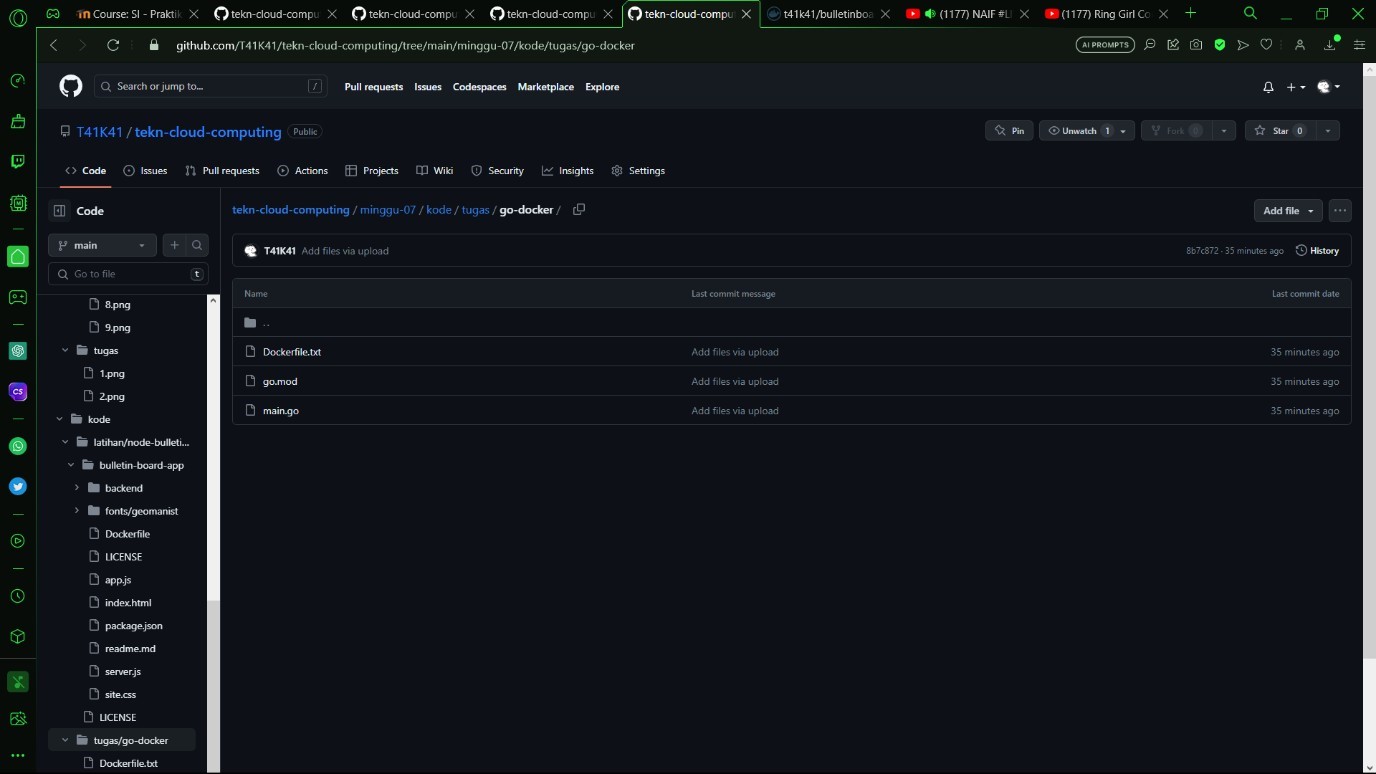 Course: SI - Praktik
tekn-cloud-compu
tekn-cloud-compu
tekn-cloud-compu
tekn-cloud-compu
t41k41/bulletinboa
(1177) NAIF #LI
(1177) Ring Girl Co
github.com/T41K41/tekn-cloud-computing/tree/main/minggu-07/kode/tugas/go-docker
AI PROMPTS
Search or jump to...
/
Pull requests
Issues
Codespaces
Marketplace
Explore
T41K41 / tekn-cloud-computing
Public
Pin
Unwatch 1
Fork 0
Star 0
Code
Issues
Pull requests
Actions
Projects
Wiki
Security
Insights
Settings
Code
main
Go to file
t
8.png
9.png
tugas
1.png
2.png
kode
latihan/node-bulleti...
bulletin-board-app
backend
fonts/geomanist
Dockerfile
LICENSE
app.js
index.html
package.json
readme.md
server.js
site.css
LICENSE
tugas/go-docker
Dockerfile.txt
tekn-cloud-computing / minggu-07 / kode / tugas / go-docker /
Add file
T41K41 Add files via upload
8b7c872 · 35 minutes ago
History
Name Last commit message Last commit date
..
Dockerfile.txt Add files via upload 35 minutes ago
go.mod Add files via upload 35 minutes ago
main.go Add files via upload 35 minutes ago
CS